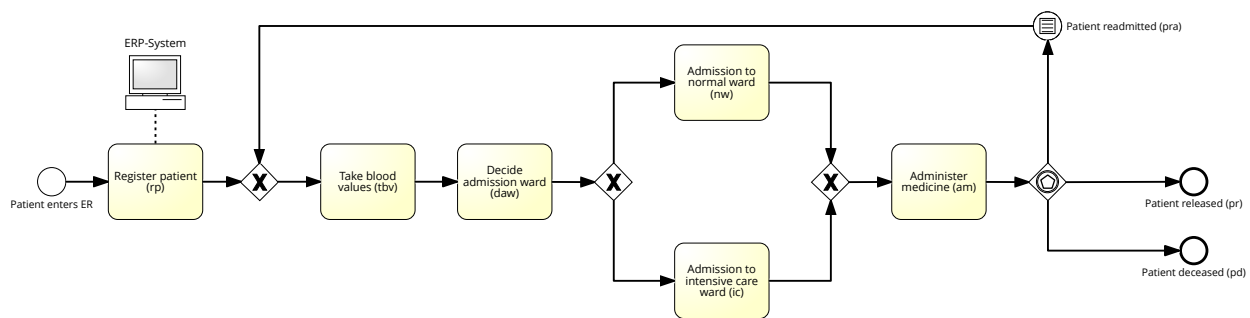 Patient readmitted (pra)
ERP-System
Admission to
normal ward
(nw)
Register patient
(rp)
Take blood
values (tbv)
Decide
admission ward
(daw)
Administer
medicine (am)
Patient enters ER
Patient released (pr)
Admission to
intensive care
ward (ic)
Patient deceased (pd)